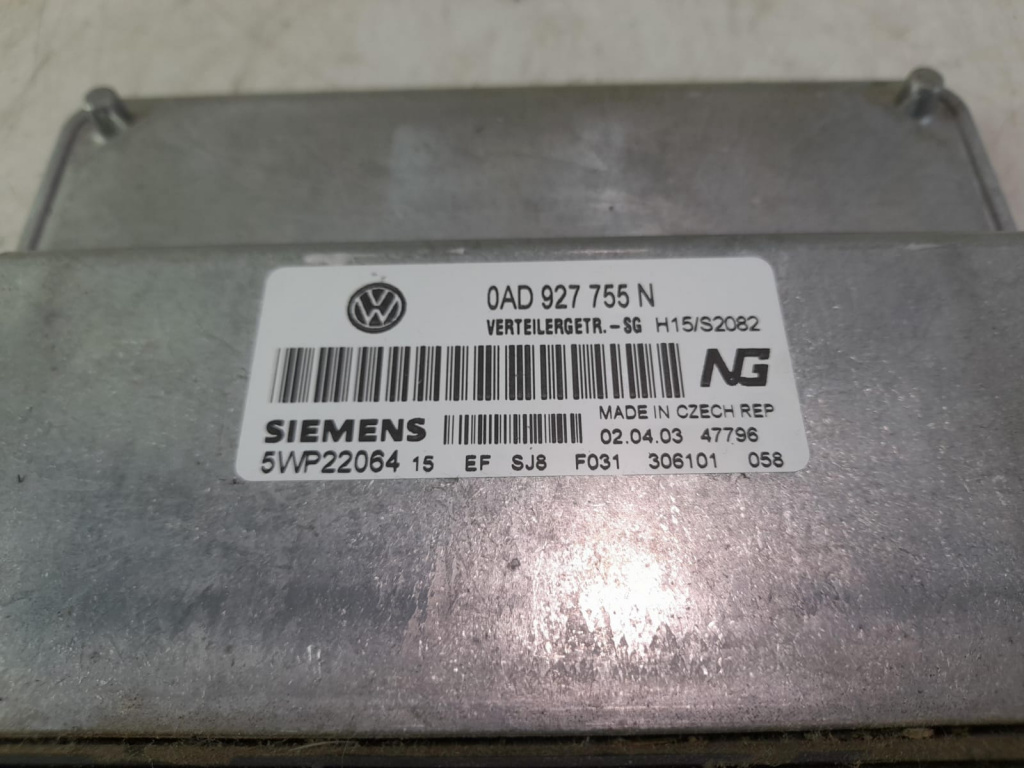 VW
0AD 927 755 N
VERTEILERGETR.-SG H15/S2082
NG
MADE IN CZECH REP
SIEMENS 02.04.03 47796
5WP22064 15 EF SJ8 F031 306101 058